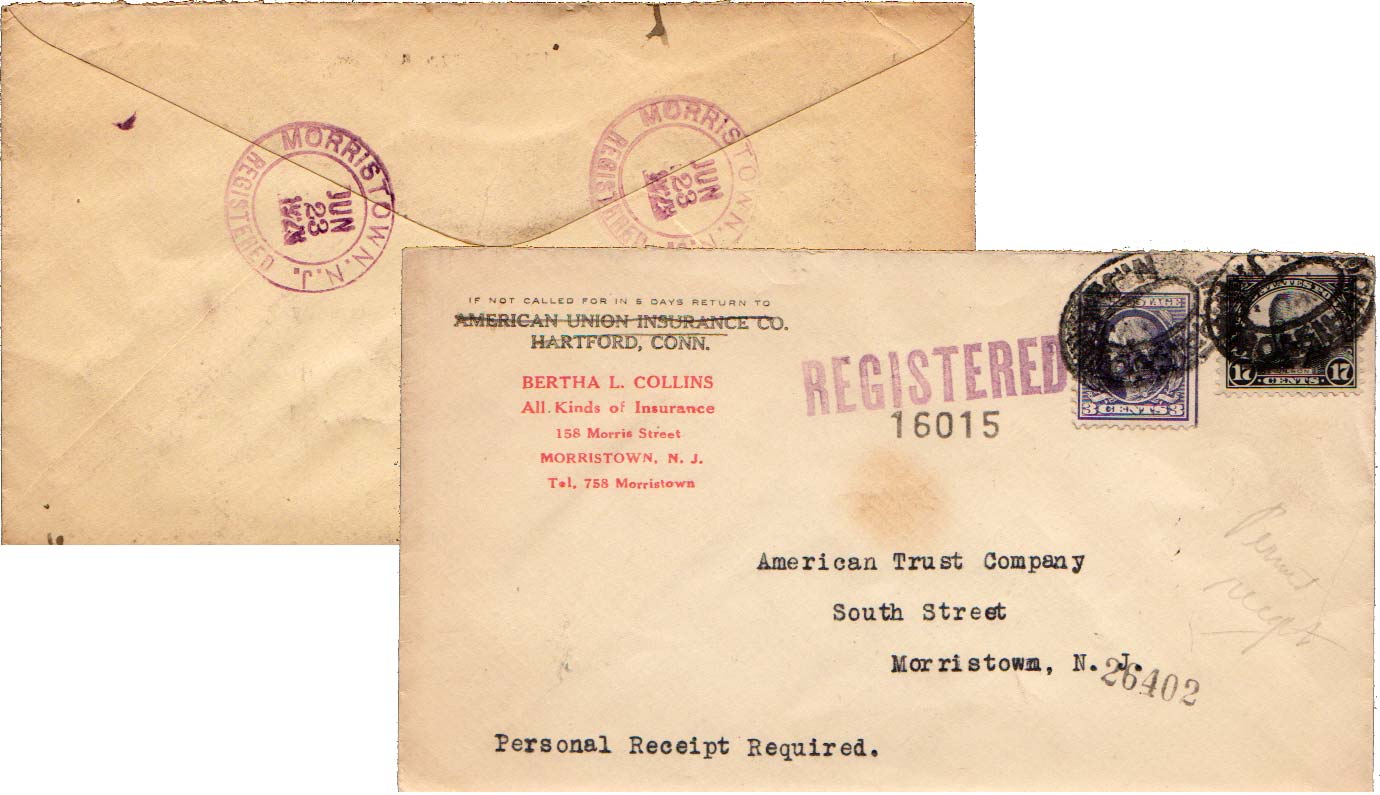 MORRISTOWN. N.J.
REGISTERED
JUN
23
MORRISTOWN. N.J.
REGISTERED
JUN
23
IF NOT CALLED FOR IN 5 DAYS RETURN TO
AMERICAN UNION INSURANCE CO.
HARTFORD, CONN.
BERTHA L. COLLINS
All Kinds of Insurance
158 Morris Street
MORRISTOWN, N. J.
Tel. 758 Morristown
REGISTERED
16015
POSTAGE
3 CENTS 3
17 CENTS 17
American Trust Company
South Street
Morristown, N. J.
26402
Personal Receipt Required.